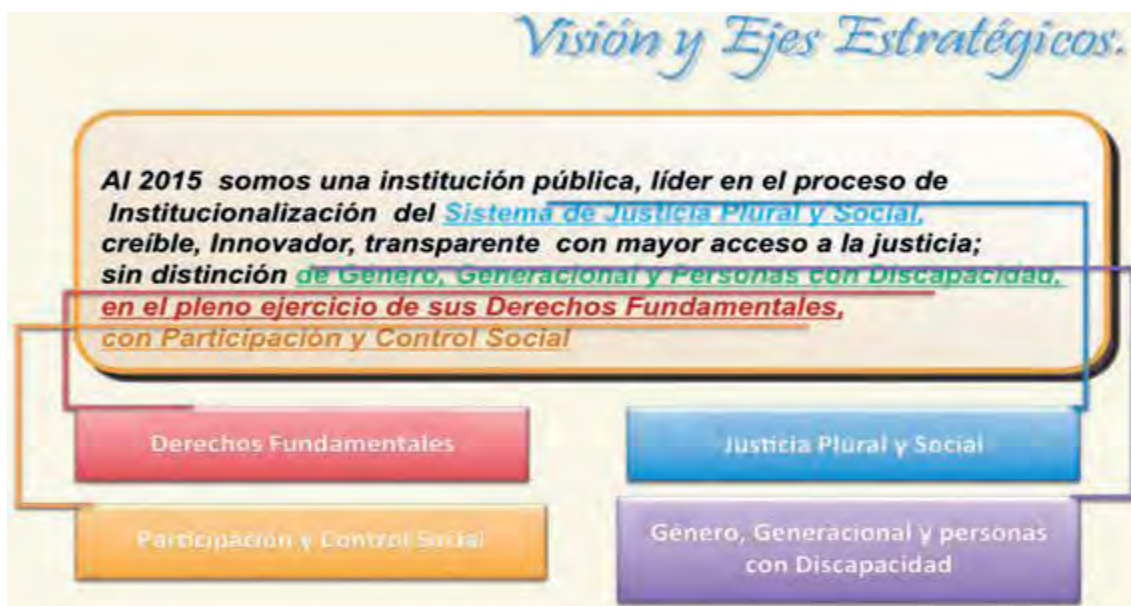 Visión y Ejes Estratégicos.
Al 2015 somos una institución pública, líder en el proceso de
Institucionalización del Sistema de Justicia Plural y Social,
creíble, Innovador, transparente con mayor acceso a la justicia;
sin distinción de Género, Generacional y Personas con Discapacidad,
en el pleno ejercicio de sus Derechos Fundamentales,
con Participación y Control Social
Derechos Fundamentales
Justicia Plural y Social
Participación y Control Social
Género, Generacional y personas
con Discapacidad